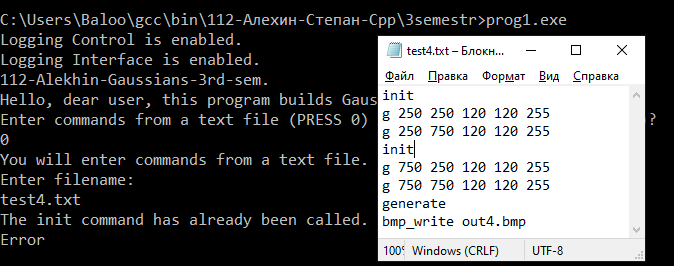 C:\Users\Baloo\gcc\bin\112-Алехин-Степан-Cpp\3semestr>prog1.exe
Logging Control is enabled.
Logging Interface is enabled.
112-Alekhin-Gaussians-3rd-sem.
Hello, dear user, this program builds Gaus
Enter commands from a text file (PRESS 0) ?
0
You will enter commands from a text file.
Enter filename:
test4.txt
The init command has already been called.
Error
test4.txt – Блокн...
Файл Правка Формат Вид Справка
init
g 250 250 120 120 255
g 250 750 120 120 255
init
g 750 250 120 120 255
g 750 750 120 120 255
generate
bmp_write out4.bmp
100% Windows (CRLF) UTF-8